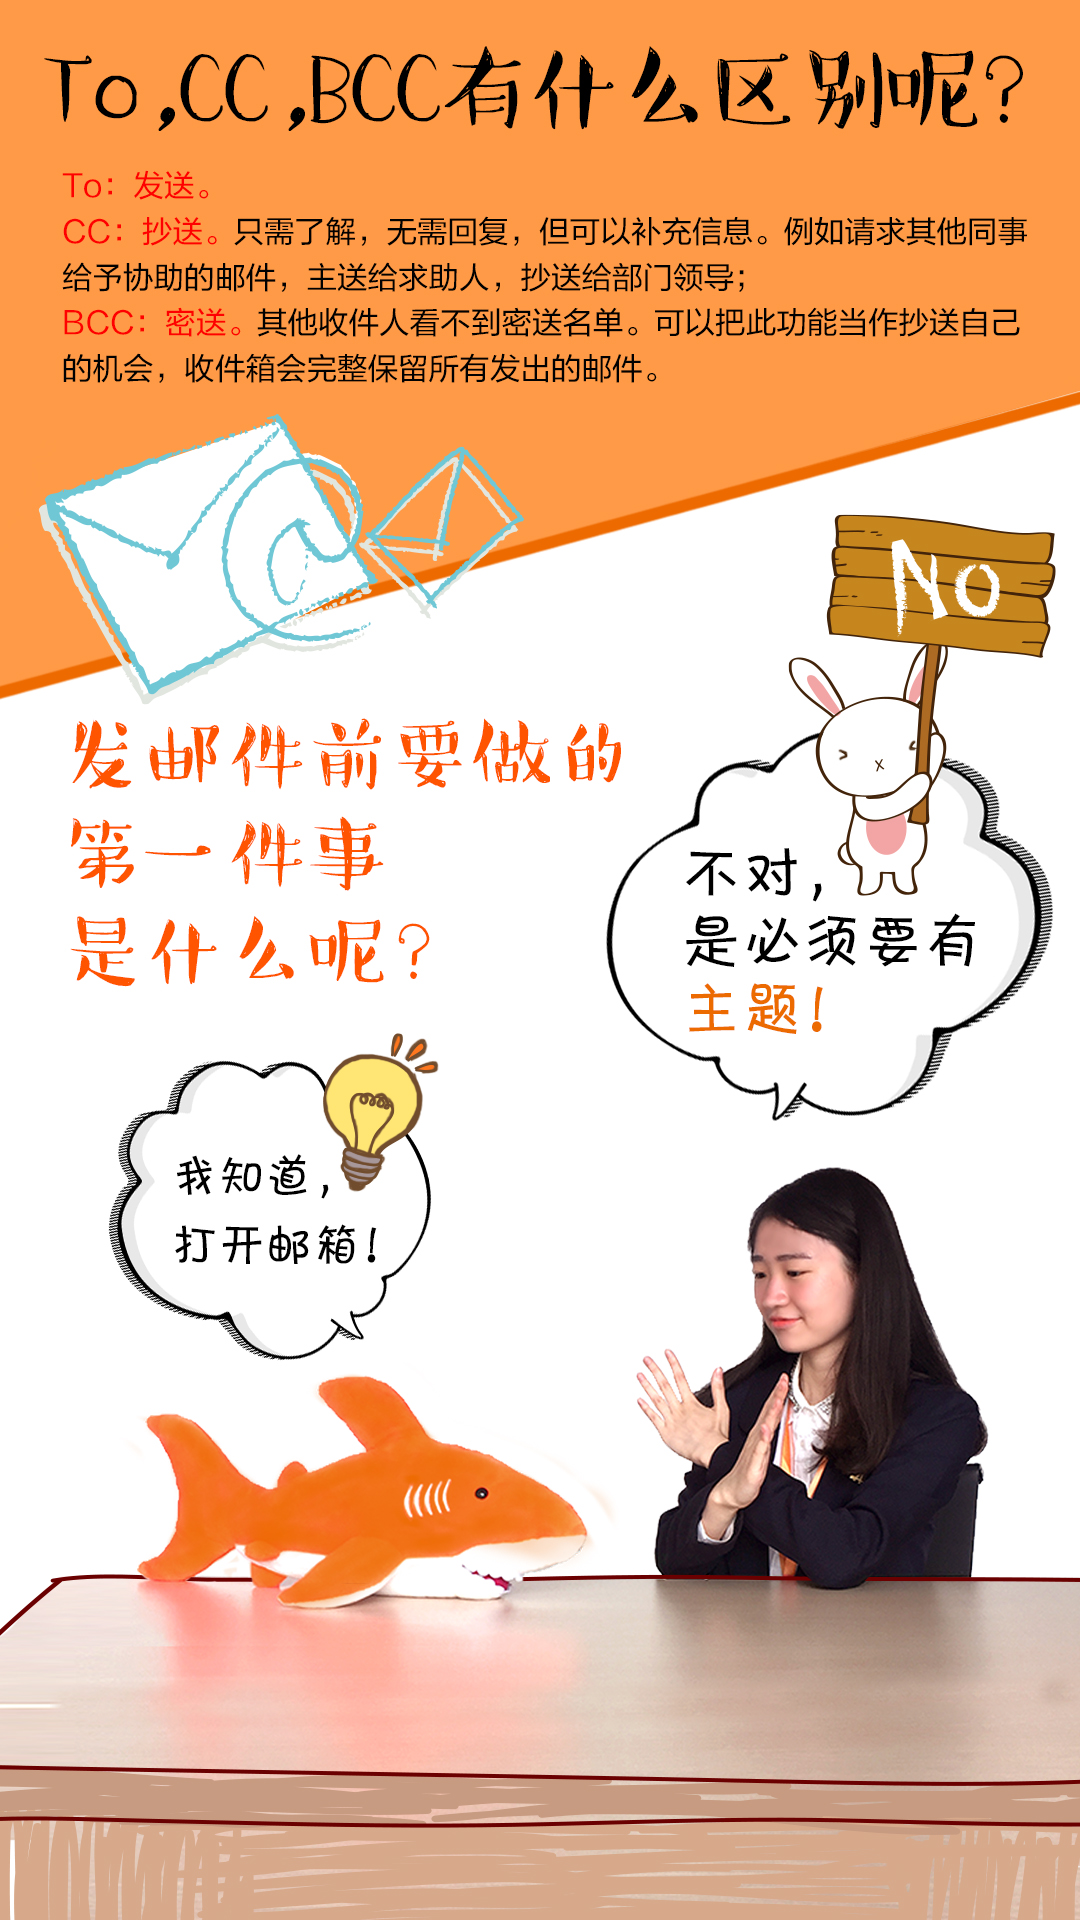 To,CC,BCC有什么区别呢?
To：发送。
CC：抄送。只需了解，无需回复，但可以补充信息。例如请求其他同事
给予协助的邮件，主送给求助人，抄送给部门领导；
BCC：密送。其他收件人看不到密送名单。可以把此功能当作抄送自己
的机会，收件箱会完整保留所有发出的邮件。
No
发邮件前要做的
第一件事
是什么呢?
不对，
是必须要有
主题!
我知道，
打开邮箱!